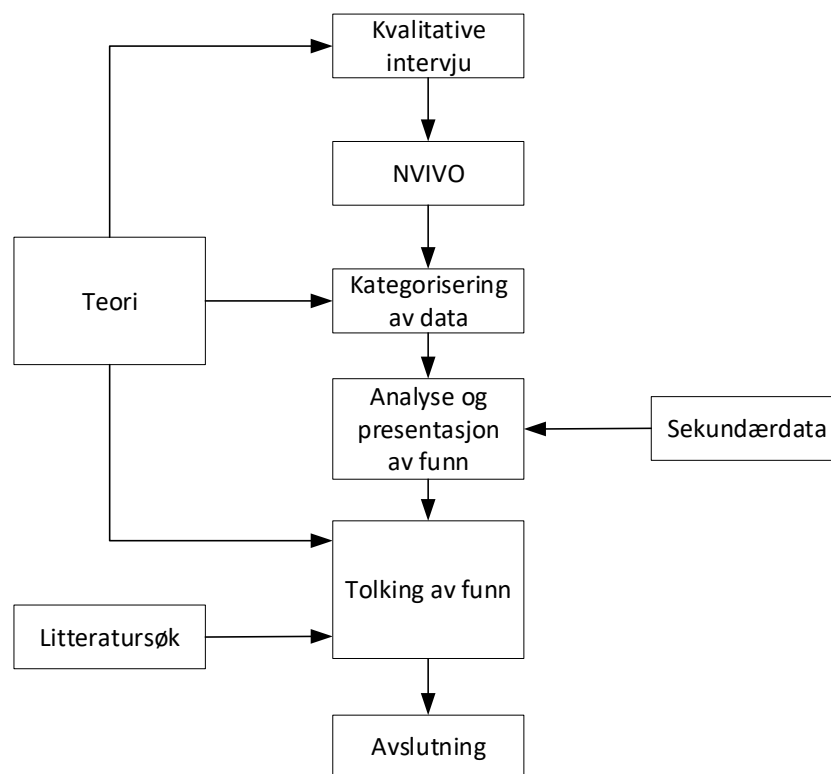 Kvalitative
intervju
NVIVO
Teori
Kategorisering
av data
Analyse og
presentasjon
av funn
Sekundærdata
Tolking av funn
Litteratursøk
Avslutning